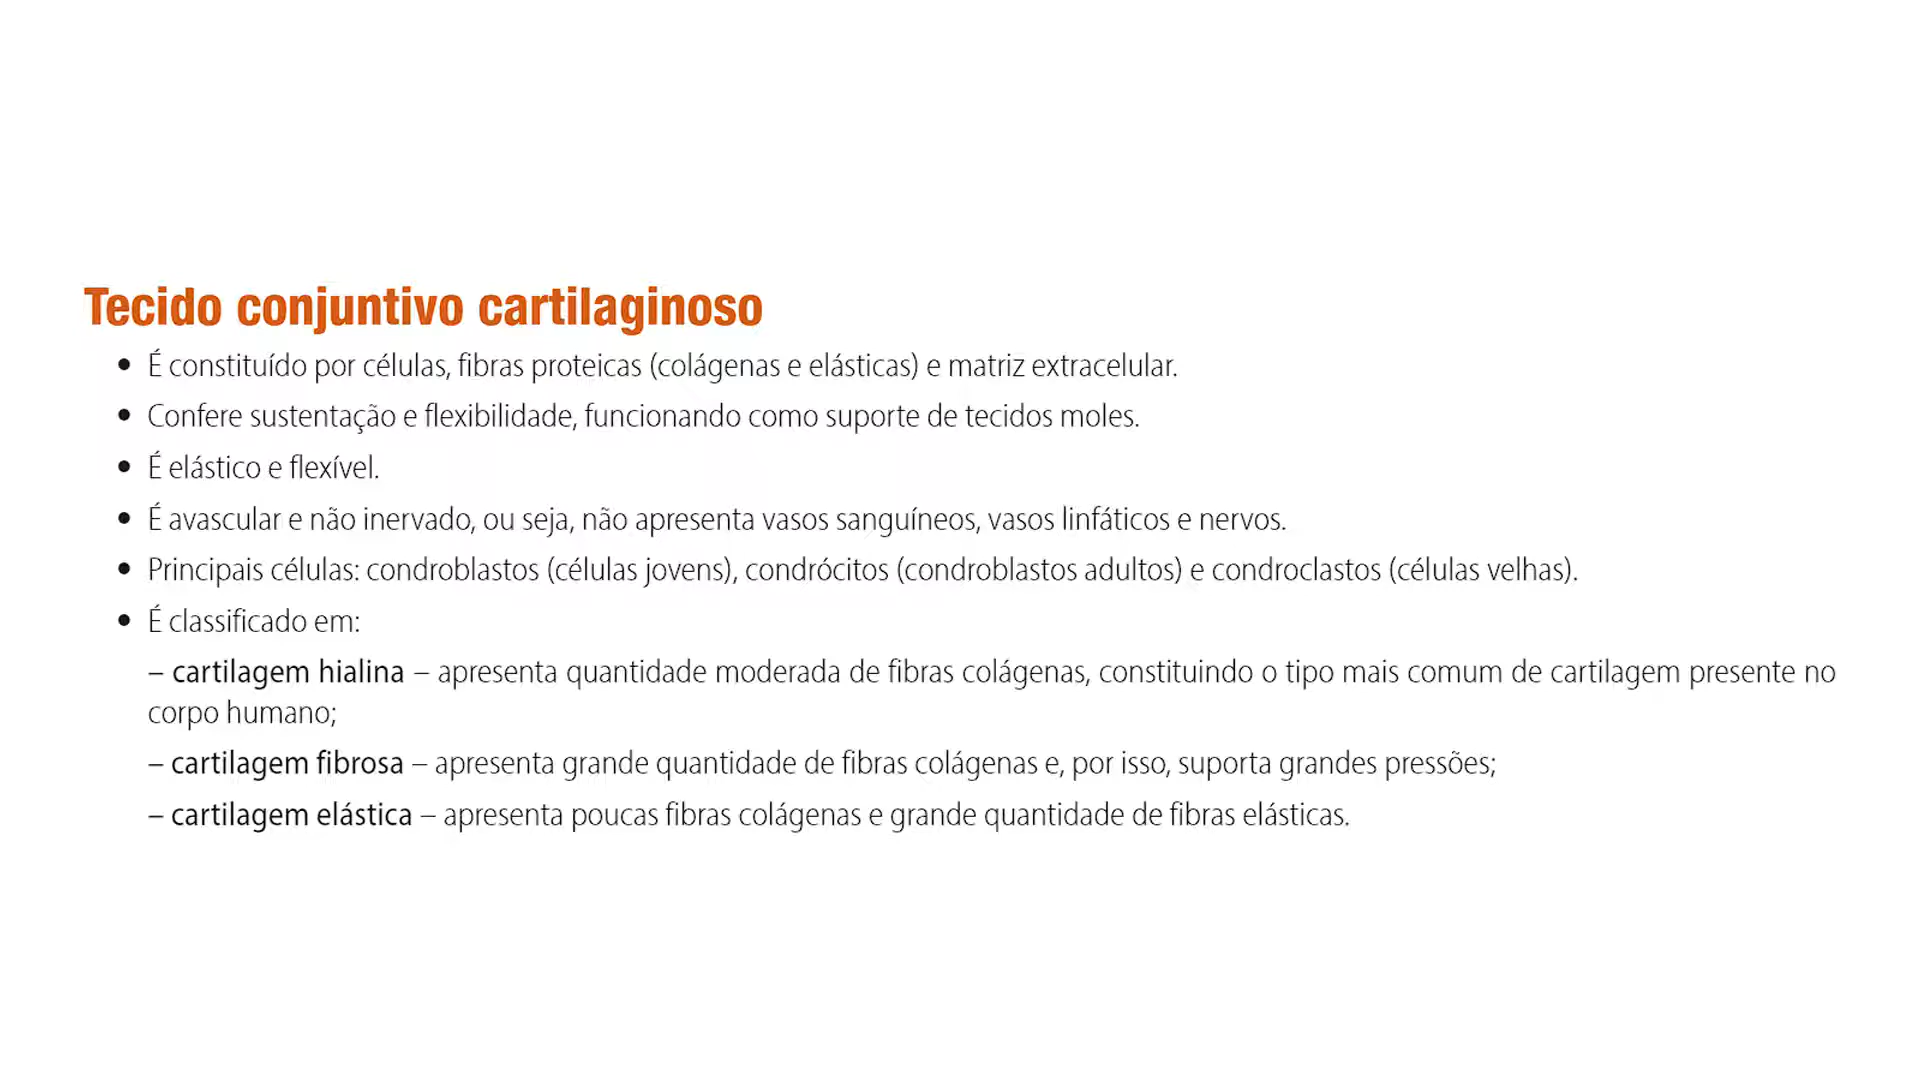 Tecido conjuntivo cartilaginoso
• É constituído por células, fibras proteicas (colágenas e elásticas) e matriz extracelular.
• Confere sustentação e flexibilidade, funcionando como suporte de tecidos moles.
• É elástico e flexível.
• É avascular e não inervado, ou seja, não apresenta vasos sanguíneos, vasos linfáticos e nervos.
• Principais células: condroblastos (células jovens), condrócitos (condroblastos adultos) e condroclastos (células velhas).
• É classificado em:
– cartilagem hialina – apresenta quantidade moderada de fibras colágenas, constituindo o tipo mais comum de cartilagem presente no
corpo humano;
– cartilagem fibrosa – apresenta grande quantidade de fibras colágenas e, por isso, suporta grandes pressões;
– cartilagem elástica – apresenta poucas fibras colágenas e grande quantidade de fibras elásticas.